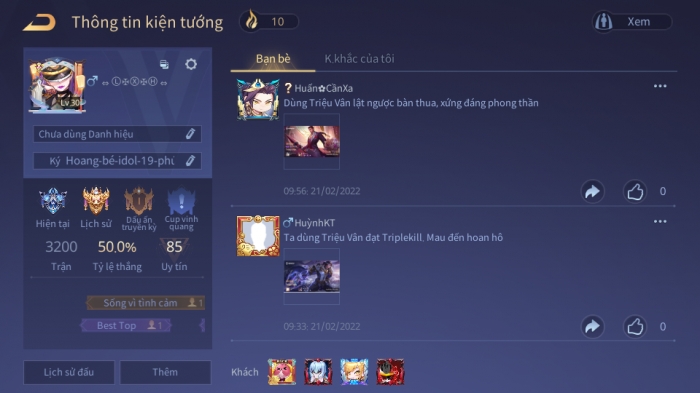 Thông tin kiện tướng
10
Xem
Bạn bè
K.khắc của tôi
Ⓛ✣Ⓧ✣Ⓗ
Lv 30
Chưa dùng Danh hiệu
Ký Hoang-bé-idol-19-phú
Hiện tại
Lịch sử
Dấu ấn truyền kỳ
Cup vinh quang
3200
50.0%
85
Trận
Tỷ lệ thắng
Uy tín
Sống vì tình cảm 1
Best Top 1
Lịch sử đấu
Thêm
? Huấn✿CầnXa
Dùng Triệu Vân lật ngược bàn thua, xứng đáng phong thần
09:56 21/02/2022
0
HuỳnhKT
Ta dùng Triệu Vân đạt Triplekill. Mau đến hoan hô
09:33 21/02/2022
0
Khách